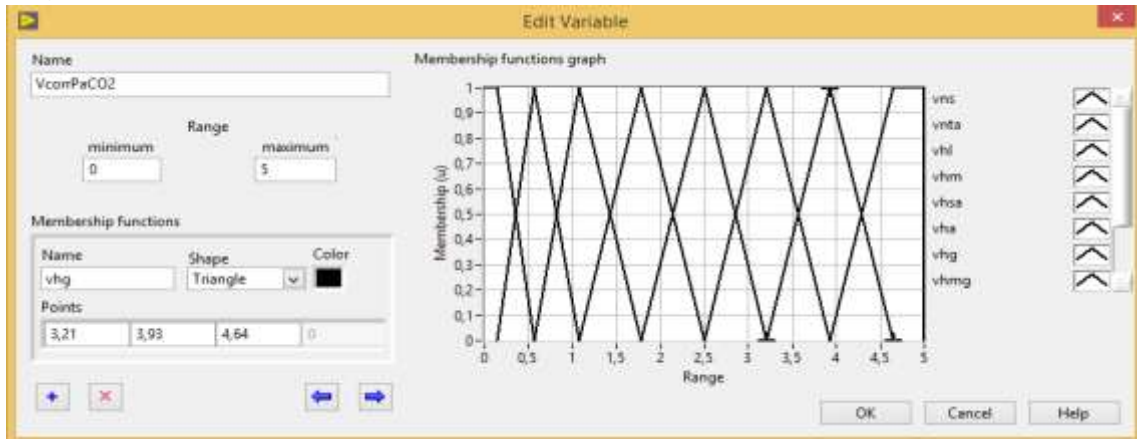 Edit Variable
Name
VcorrPaCO2
Range
minimum
maximum
0
5
Membership functions
Name
Shape
Color
vhg
Triangle
Points
3,21
3,93
4,64
0
Membership functions graph
Membership (u)
1
0,9
0,8
0,7
0,6
0,5
0,4
0,3
0,2
0,1
0
0
0,5
1
1,5
2
2,5
3
3,5
4
4,5
5
Range
vns
vnta
vhl
vhm
vhsa
vha
vhg
vhmg
OK
Cancel
Help